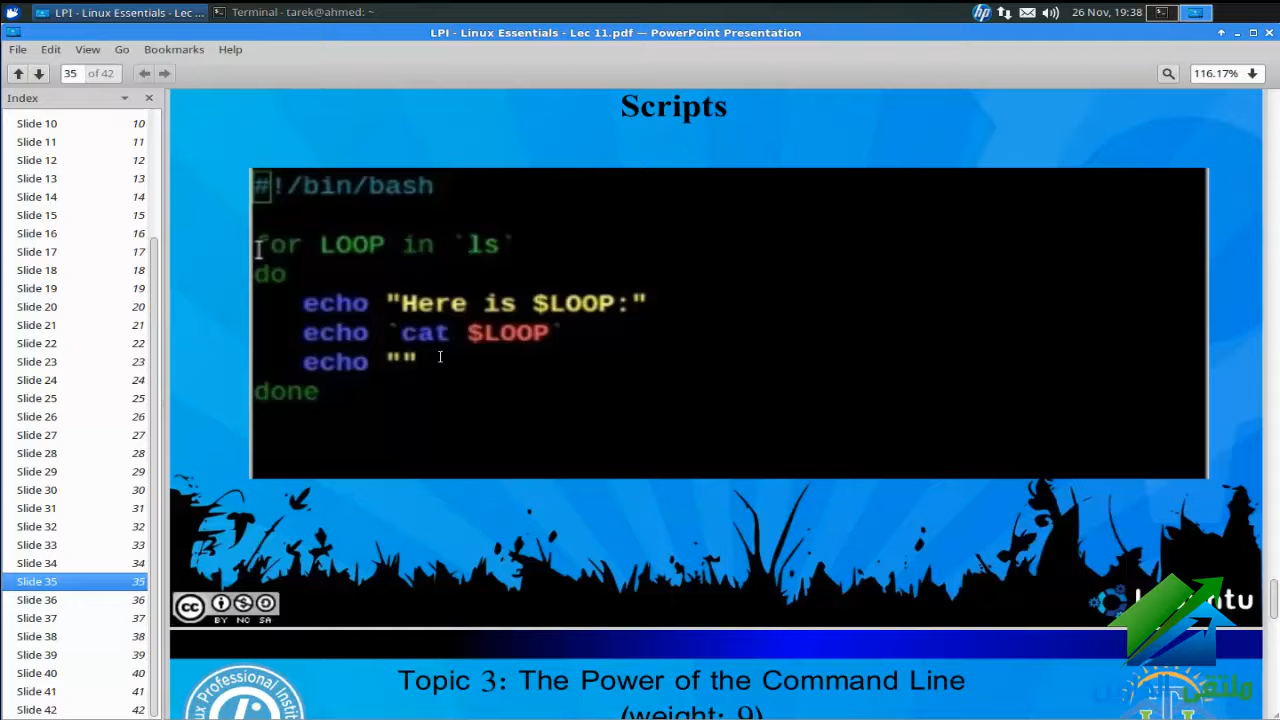 LPI - Linux Essentials - Lec ...
Terminal - tarek@ahmed: ~
hp
26 Nov, 19:38
LPI - Linux Essentials - Lec 11.pdf — PowerPoint Presentation
File Edit View Go Bookmarks Help
35 of 42
116.17%
Index
Slide 10 10
Slide 11 11
Slide 12 12
Slide 13 13
Slide 14 14
Slide 15 15
Slide 16 16
Slide 17 17
Slide 18 18
Slide 19 19
Slide 20 20
Slide 21 21
Slide 22 22
Slide 23 23
Slide 24 24
Slide 25 25
Slide 26 26
Slide 27 27
Slide 28 28
Slide 29 29
Slide 30 30
Slide 31 31
Slide 32 32
Slide 33 33
Slide 34 34
Slide 35 35
Slide 36 36
Slide 37 37
Slide 38 38
Slide 39 39
Slide 40 40
Slide 41 41
Slide 42 42
Scripts
#!/bin/bash
for LOOP in `ls`
do
echo "Here is $LOOP:"
echo `cat $LOOP`
echo ""
done
cc
BY NC SA
Topic 3: The Power of the Command Line
(weight: 9)